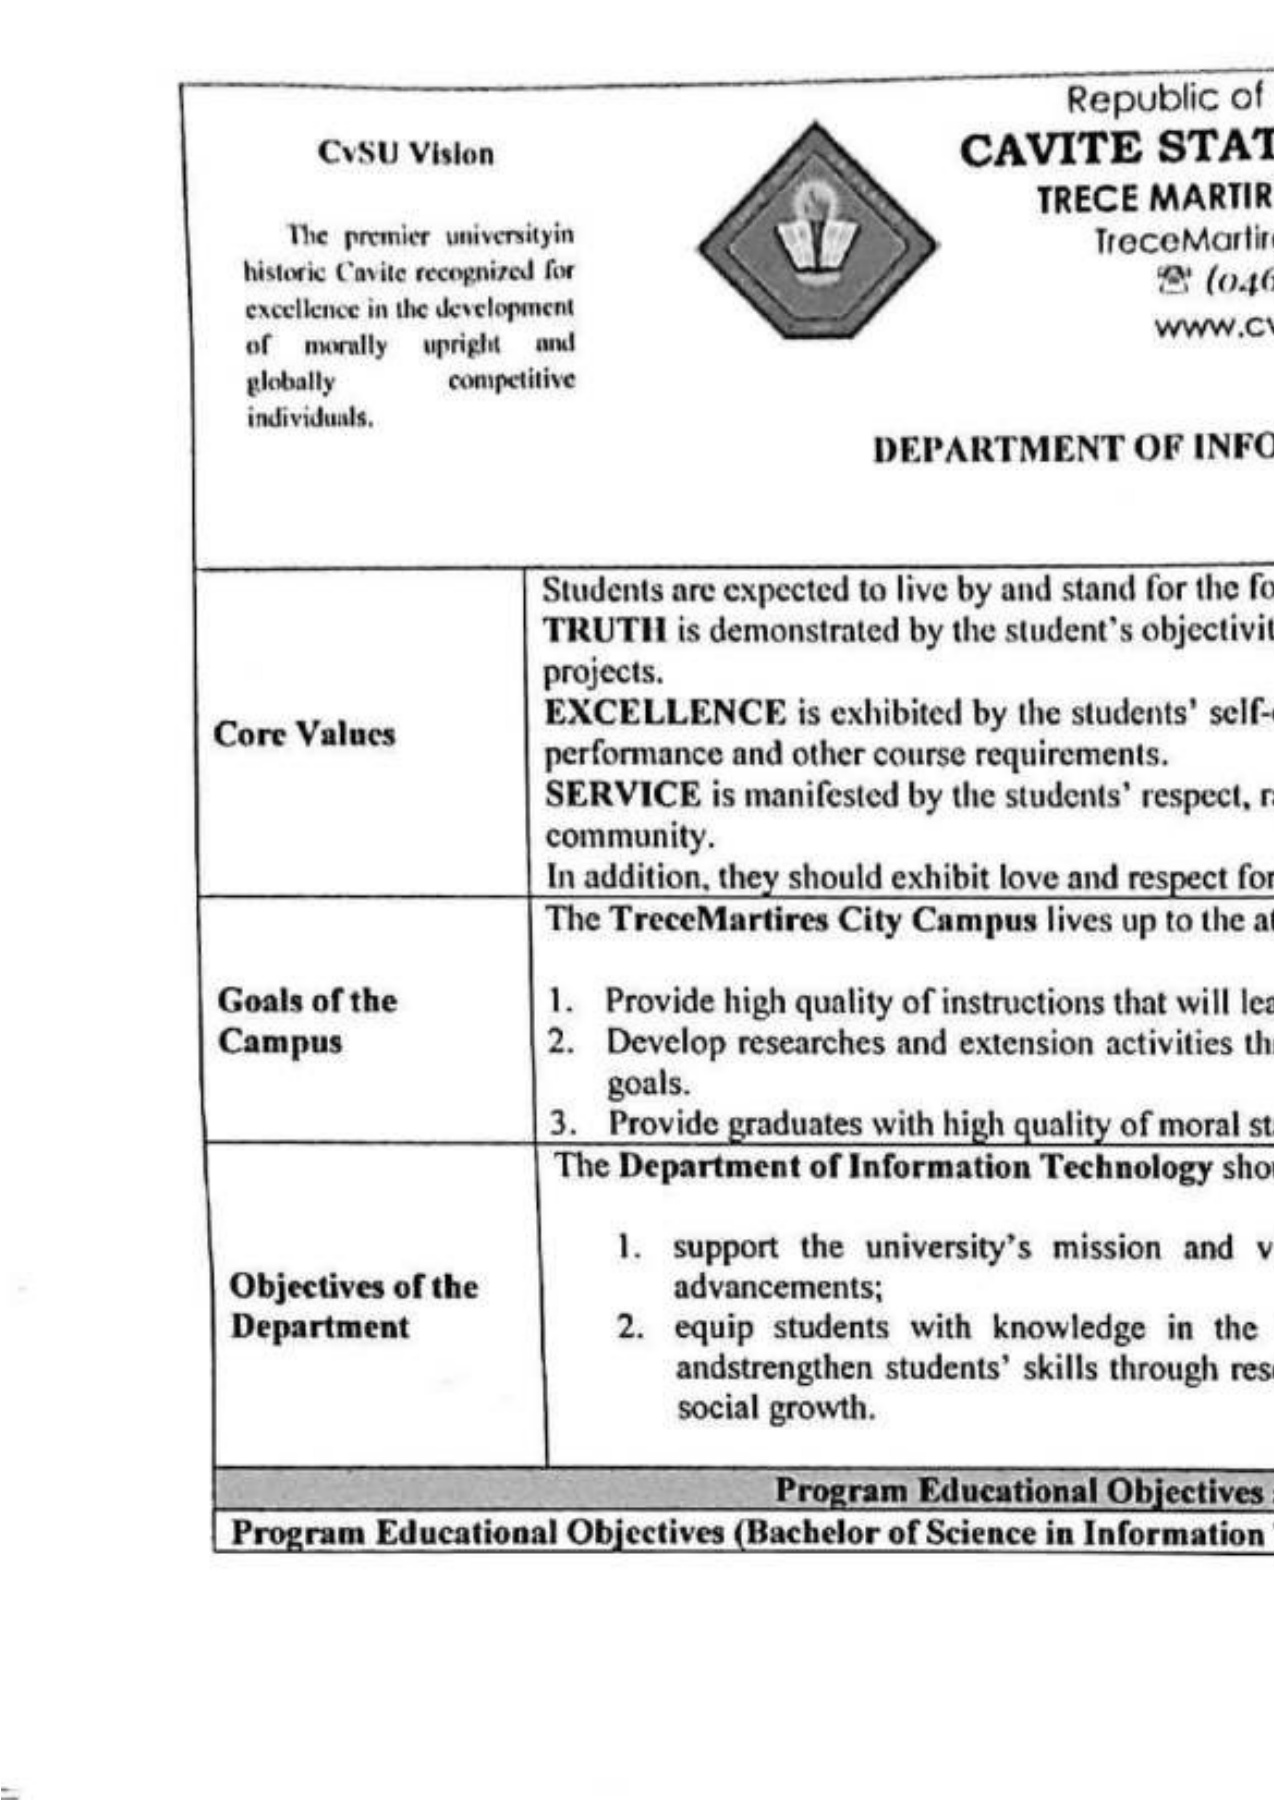 CvSU Vision
The premier universityin
historic Cavite recognized for
excellence in the development
of morally upright and
globally competitive
individuals.
Republic of
CAVITE STAT
TRECE MARTIR
TreceMartir
☎ (046
www.cv
DEPARTMENT OF INFO
Core Values
Students are expected to live by and stand for the fo
TRUTH is demonstrated by the student's objectivit
projects.
EXCELLENCE is exhibited by the students' self-
performance and other course requirements.
SERVICE is manifested by the students' respect, ra
community.
In addition, they should exhibit love and respect for
Goals of the
Campus
The TreceMartires City Campus lives up to the at
1. Provide high quality of instructions that will lea
2. Develop researches and extension activities th
goals.
3. Provide graduates with high quality of moral st
Objectives of the
Department
The Department of Information Technology shou
1. support the university's mission and v
advancements;
2. equip students with knowledge in the
andstrengthen students' skills through res
social growth.
Program Educational Objectives
Program Educational Objectives (Bachelor of Science in Information